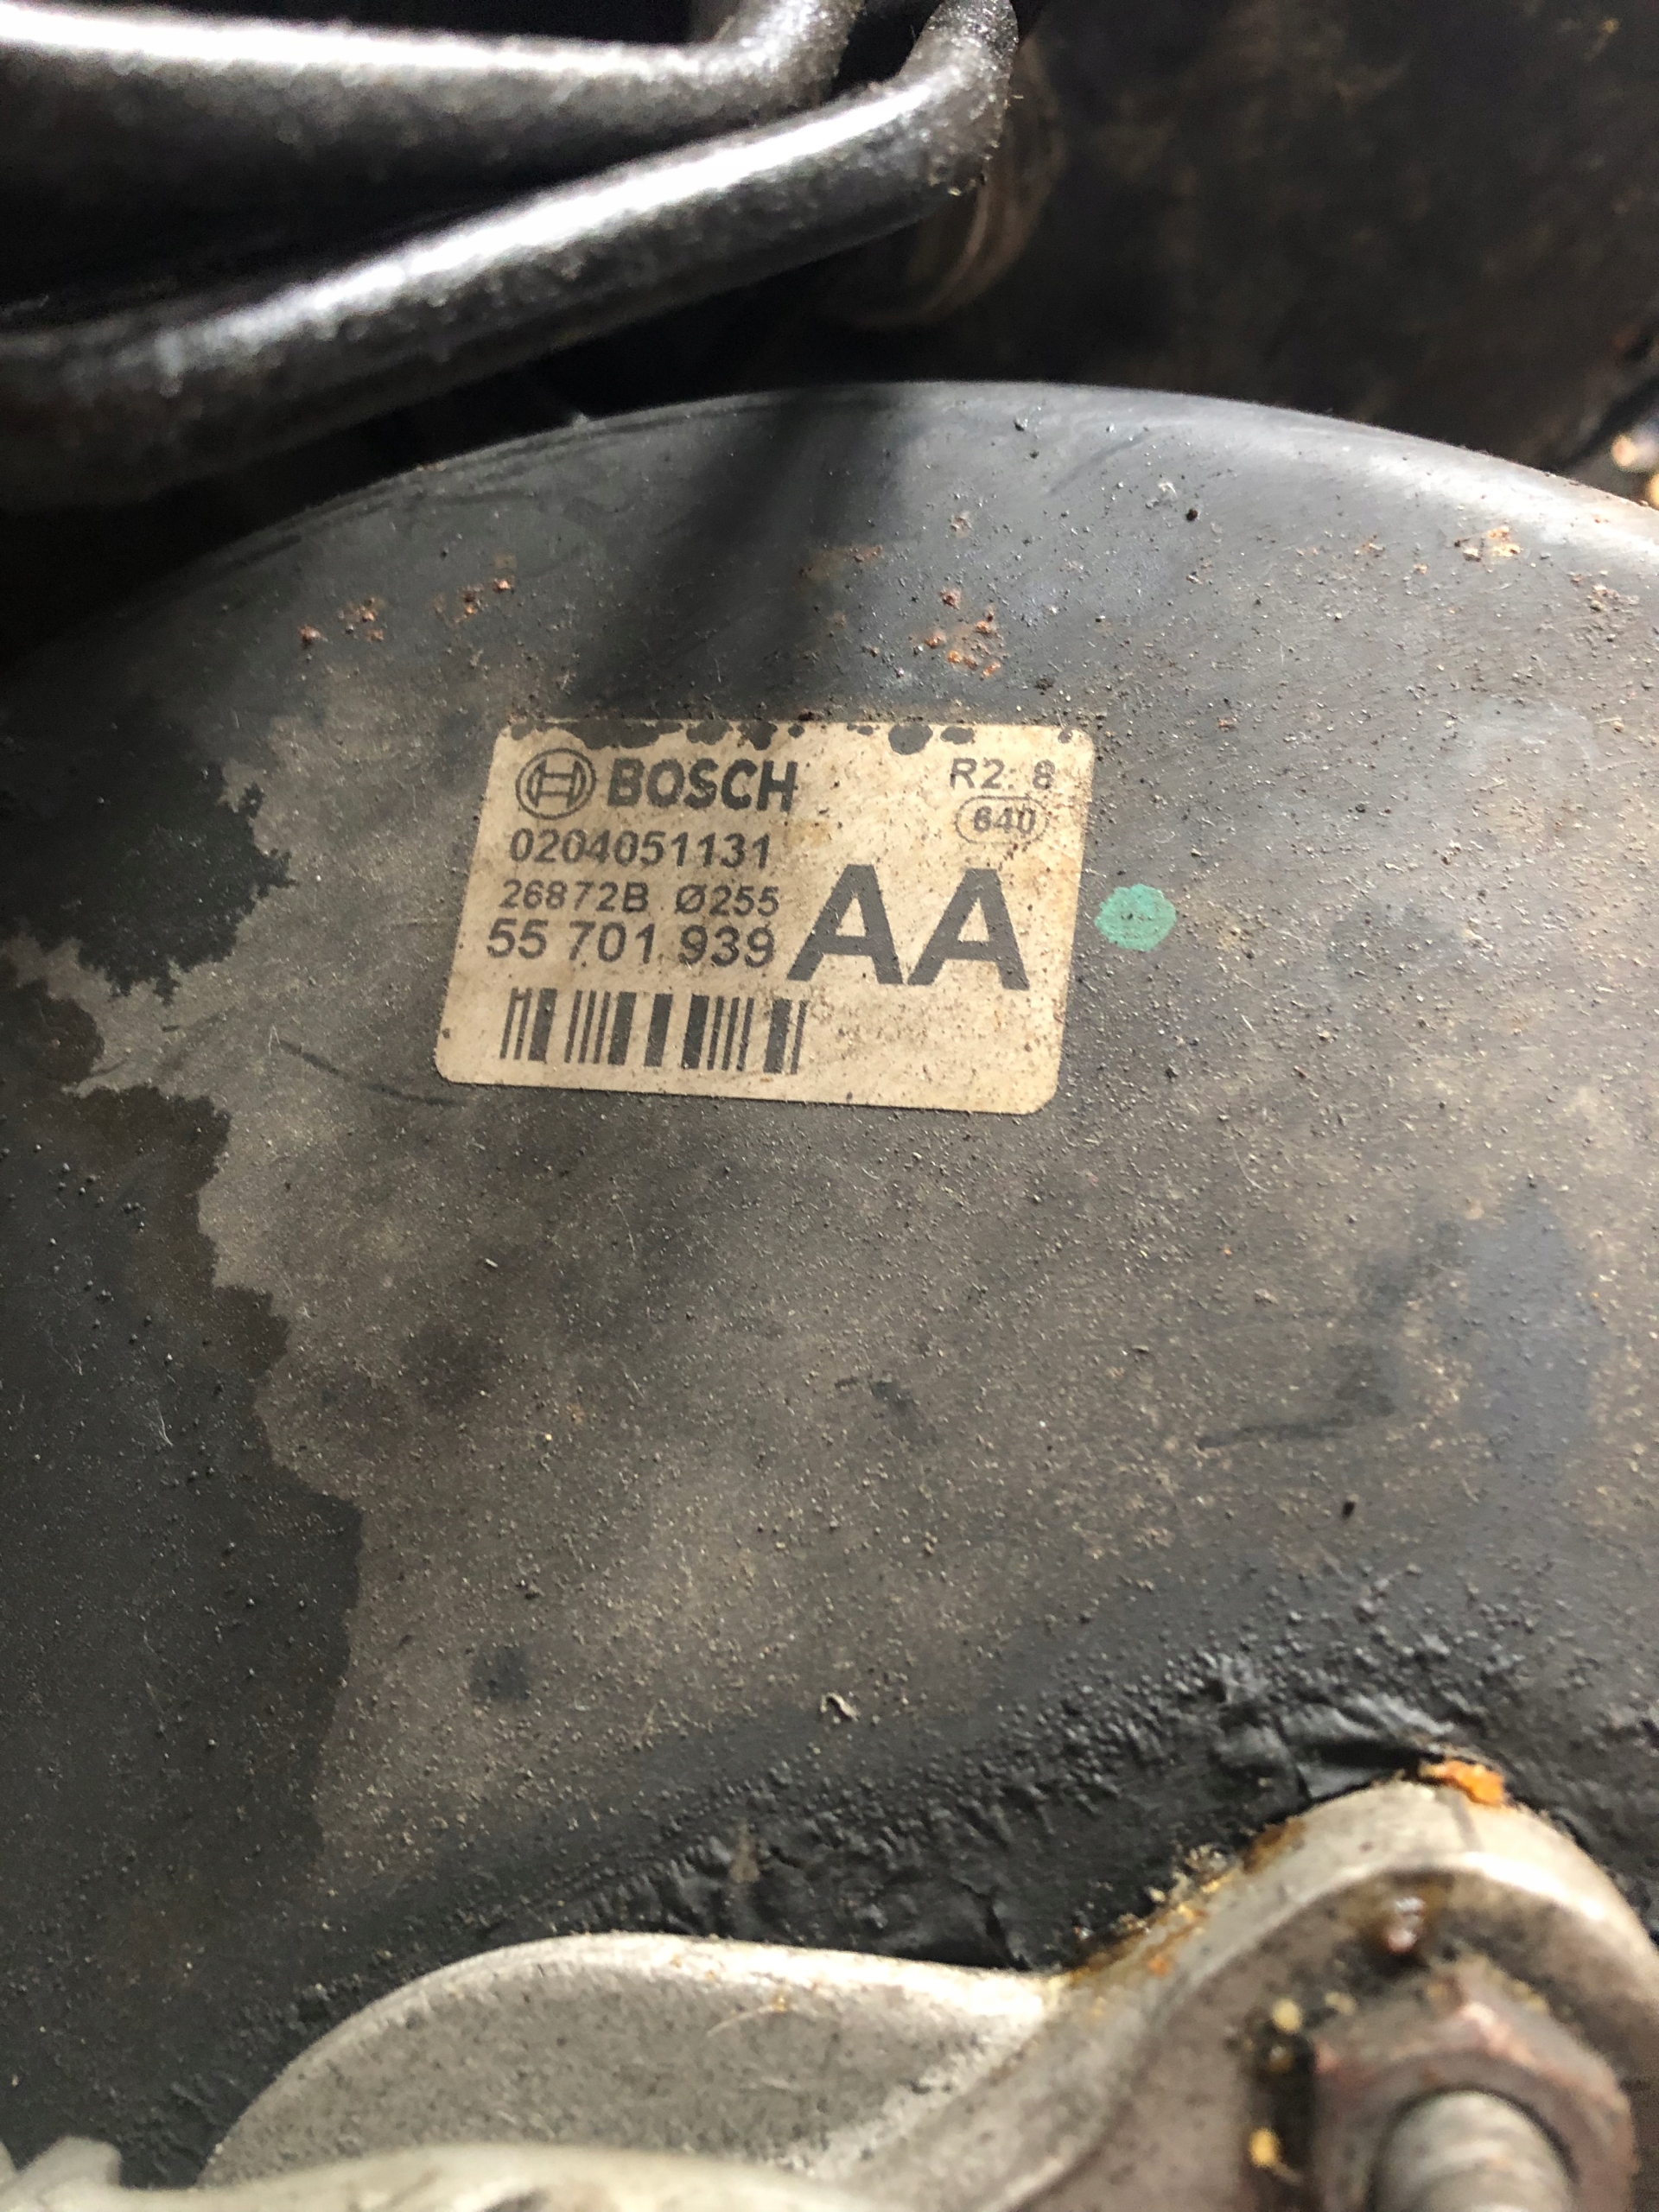 BOSCH R2: 8
640
0204051131
26872B Ø255
55 701 939 AA